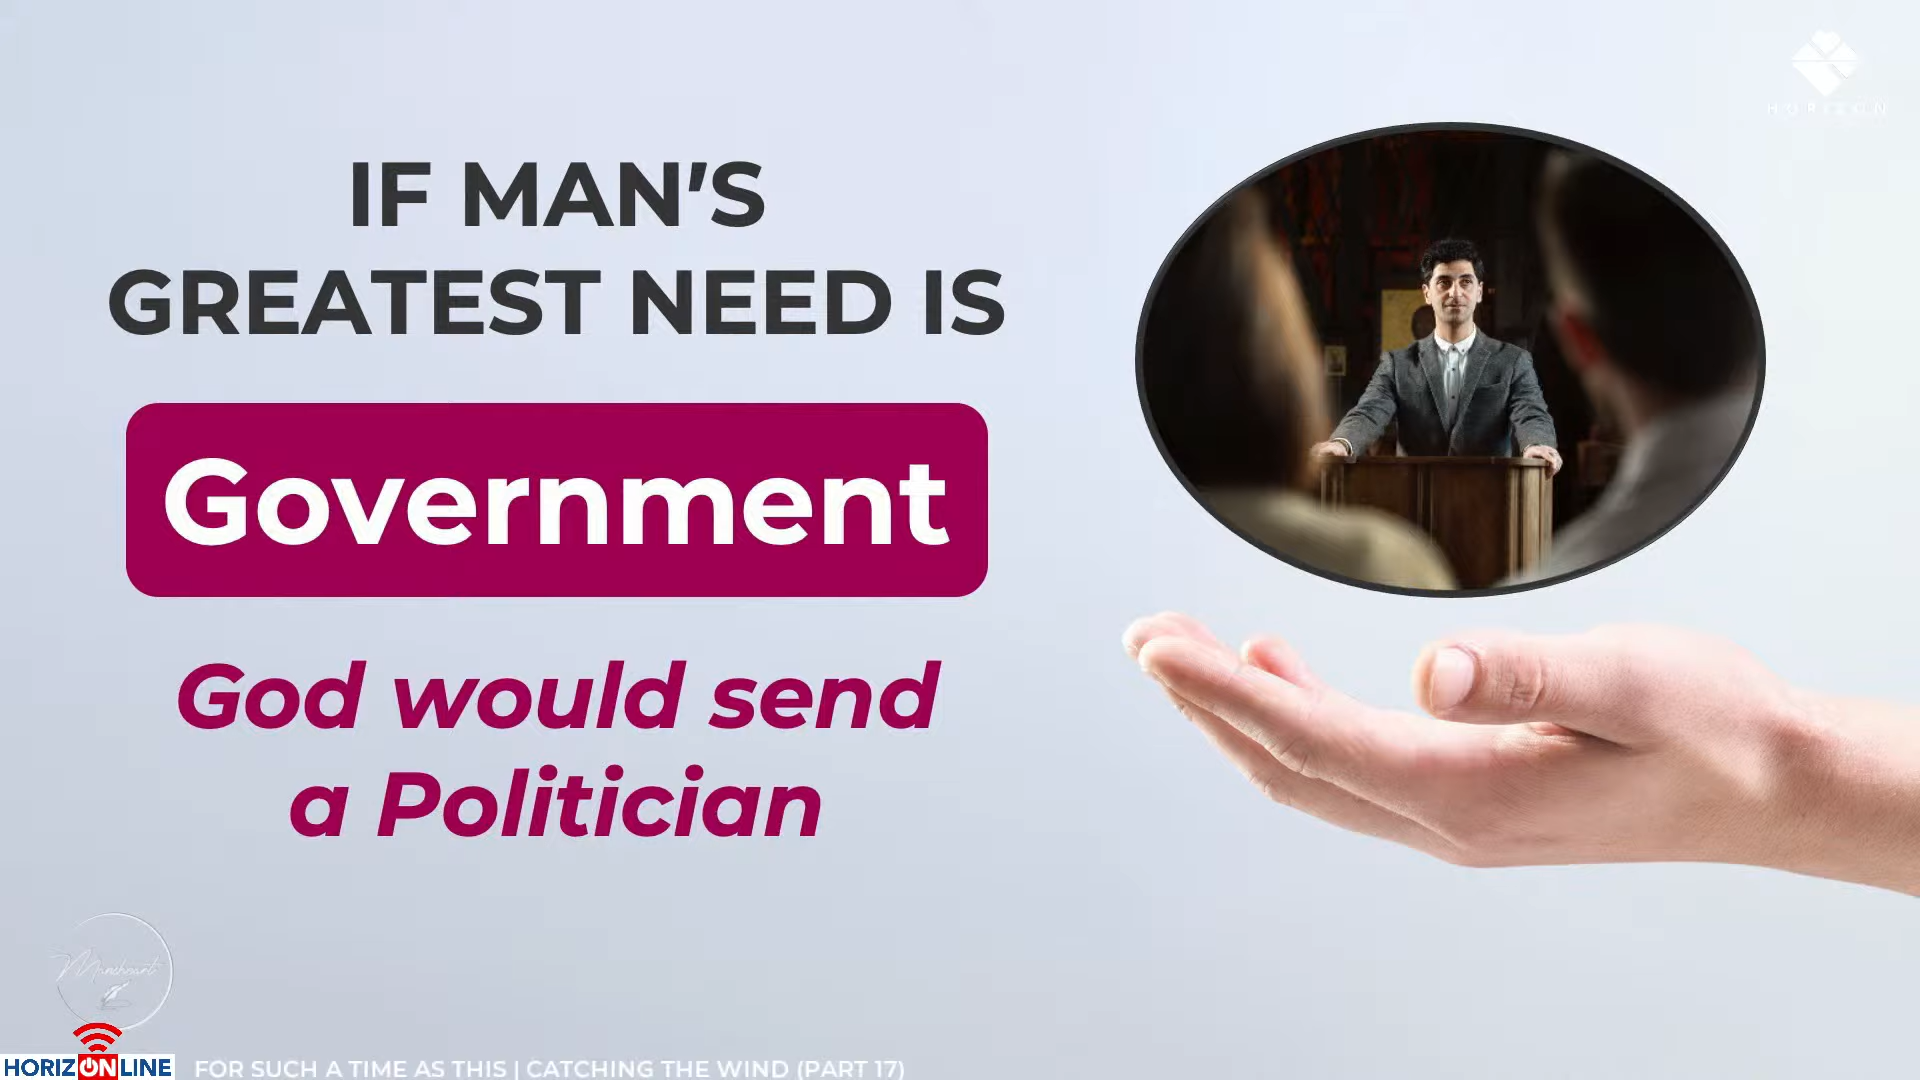 HORIZON
IF MAN'S
GREATEST NEED IS
Government
God would send
a Politician
HORIZONLINE
FOR SUCH A TIME AS THIS | CATCHING THE WIND (PART 17)